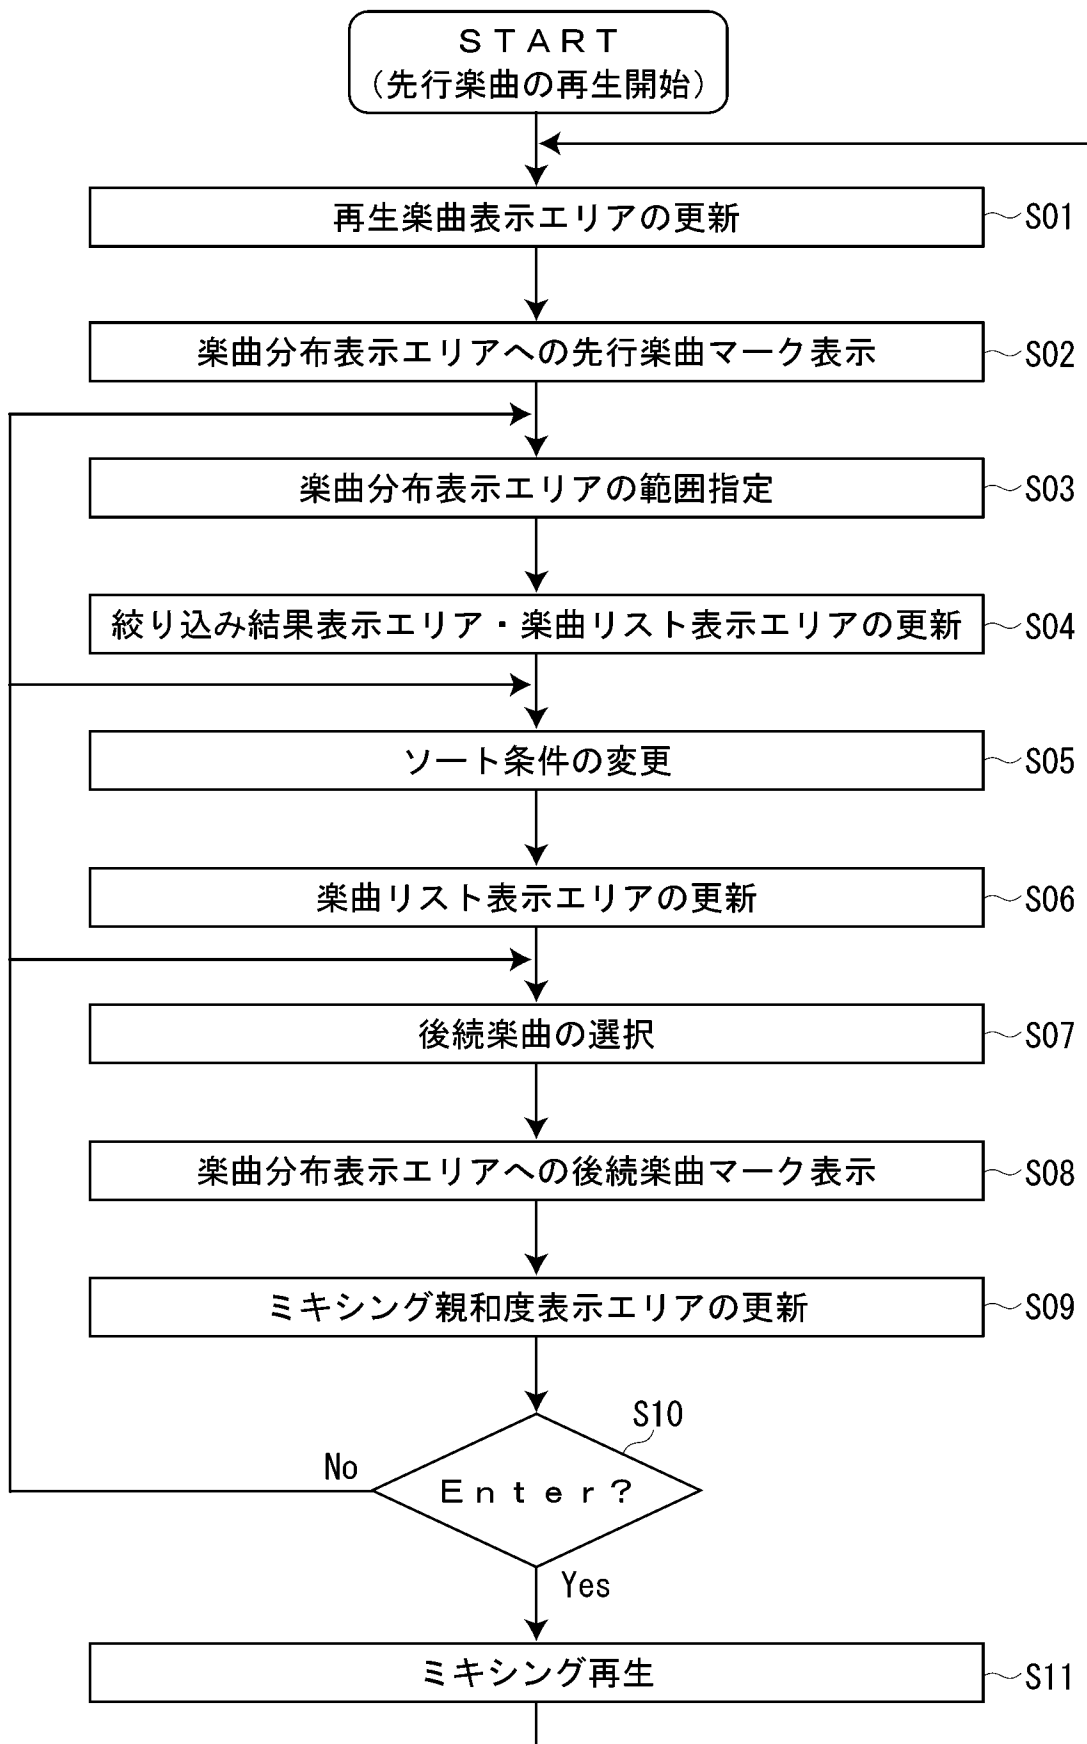 ＳＴＡＲＴ
(先行楽曲の再生開始)
再生楽曲表示エリアの更新
S01
楽曲分布表示エリアへの先行楽曲マーク表示
S02
楽曲分布表示エリアの範囲指定
S03
絞り込み結果表示エリア・楽曲リスト表示エリアの更新
S04
ソート条件の変更
S05
楽曲リスト表示エリアの更新
S06
後続楽曲の選択
S07
楽曲分布表示エリアへの後続楽曲マーク表示
S08
ミキシング親和度表示エリアの更新
S09
S10
No
Ｅｎｔｅｒ？
Yes
ミキシング再生
S11